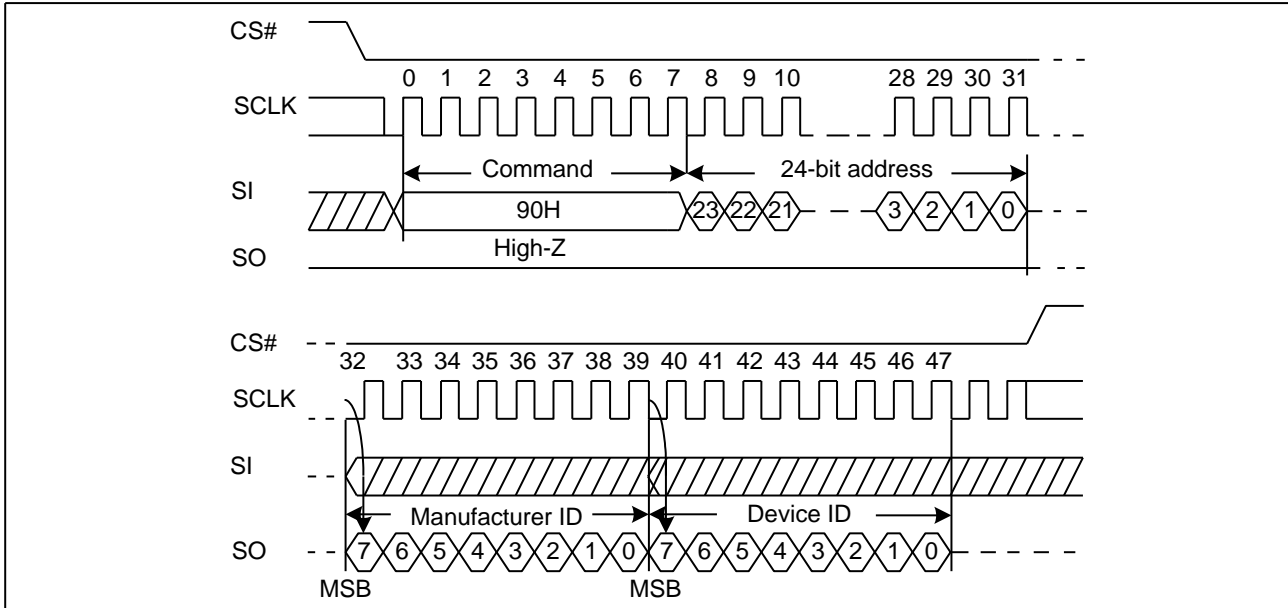 CS#
0 1 2 3 4 5 6 7 8 9 10 28 29 30 31
SCLK
Command 24-bit address
SI
90H 23 22 21 3 2 1 0
High-Z
SO
CS#
32 33 34 35 36 37 38 39 40 41 42 43 44 45 46 47
SCLK
SI
Manufacturer ID Device ID
SO 7 6 5 4 3 2 1 0 7 6 5 4 3 2 1 0
MSB MSB